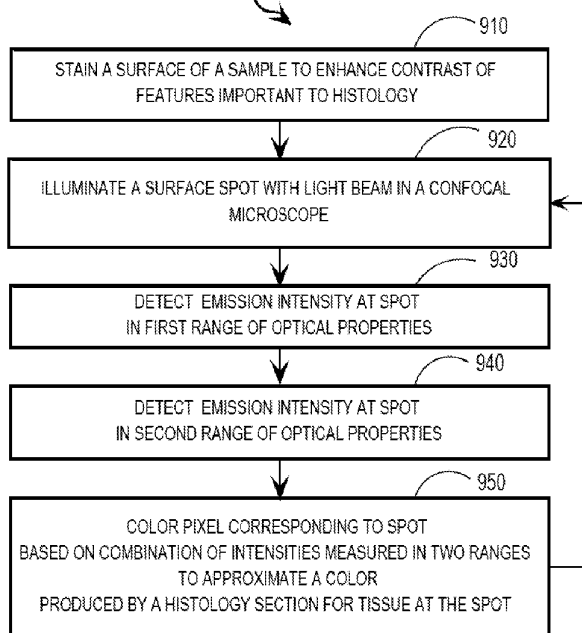 910
STAIN A SURFACE OF A SAMPLE TO ENHANCE CONTRAST OF
FEATURES IMPORTANT TO HISTOLOGY
920
ILLUMINATE A SURFACE SPOT WITH LIGHT BEAM IN A CONFOCAL
MICROSCOPE
930
DETECT EMISSION INTENSITY AT SPOT
IN FIRST RANGE OF OPTICAL PROPERTIES
940
DETECT EMISSION INTENSITY AT SPOT
IN SECOND RANGE OF OPTICAL PROPERTIES
950
COLOR PIXEL CORRESPONDING TO SPOT
BASED ON COMBINATION OF INTENSITIES MEASURED IN TWO RANGES
TO APPROXIMATE A COLOR
PRODUCED BY A HISTOLOGY SECTION FOR TISSUE AT THE SPOT